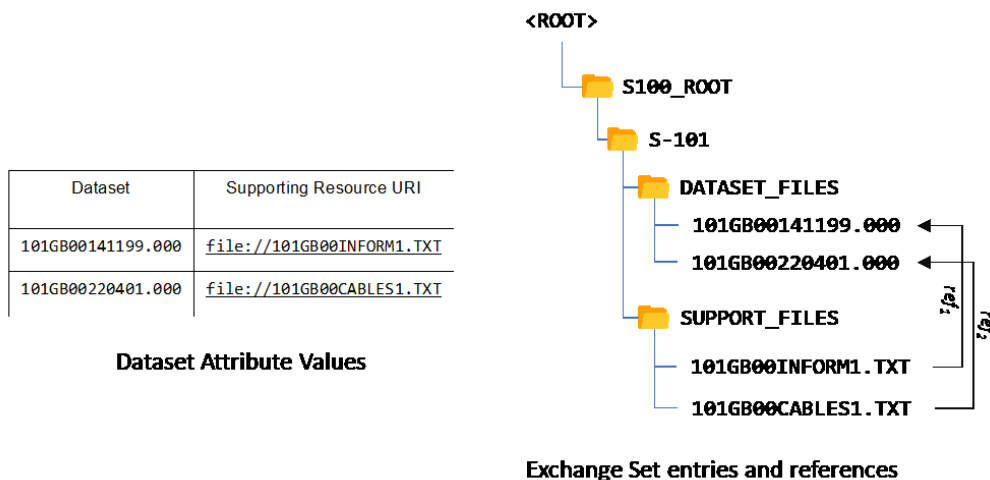 Dataset Supporting Resource URI
101GB00141199.000 file://101GB00INFORM1.TXT
101GB00220401.000 file://101GB00CABLES1.TXT
Dataset Attribute Values
<ROOT>
S100_ROOT
S-101
DATASET_FILES
101GB00141199.000
101GB00220401.000
ref1
ref2
SUPPORT_FILES
101GB00INFORM1.TXT
101GB00CABLES1.TXT
Exchange Set entries and references